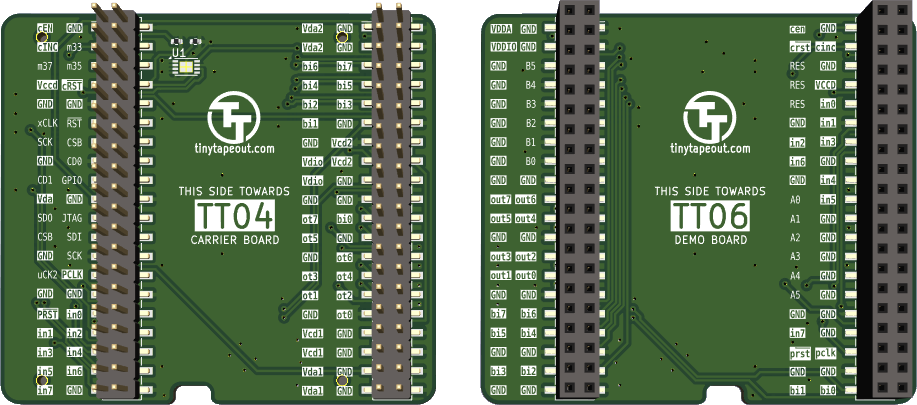 cEN GND
cINC m33
m37 m35
Vccd cRST
GND GND
xCLK RST
SCK CSB
GND CD0
CD1 GPIO
Vda GND
SDO JTAG
CSB SDI
GND SCK
uCK2 PCLK
GND GND
PRST in0
in1 in2
in3 in4
in5 in6
in7 GND
U1
tinytapeout.com
THIS SIDE TOWARDS
TT04
CARRIER BOARD
Vda2 GND
Vda2 GND
bi6 bi7
bi4 bi5
bi2 bi3
bi1 GND
GND Vcd2
Vdio Vcd2
Vdio GND
GND GND
ot7 bi0
ot5 GND
GND ot6
ot3 ot4
ot1 ot2
GND ot0
Vcd1 GND
Vcd1 GND
Vda1 GND
Vda1 GND
VDDA GND
VDDIO GND
GND B5
GND B4
GND B3
GND B2
GND B1
GND B0
GND GND
out7 out6
out5 out4
GND GND
out3 out2
out1 out0
GND GND
bi7 bi6
bi5 bi4
GND GND
bi3 bi2
GND GND
tinytapeout.com
THIS SIDE TOWARDS
TT06
DEMO BOARD
cen GND
crst cinc
RES GND
RES VCCD
RES in0
GND in1
in2 in3
in6 GND
GND in4
A0 in5
A1 GND
A2 GND
A3 GND
A4 GND
A5 GND
GND GND
in7 GND
prst pclk
GND GND
bi1 bi0